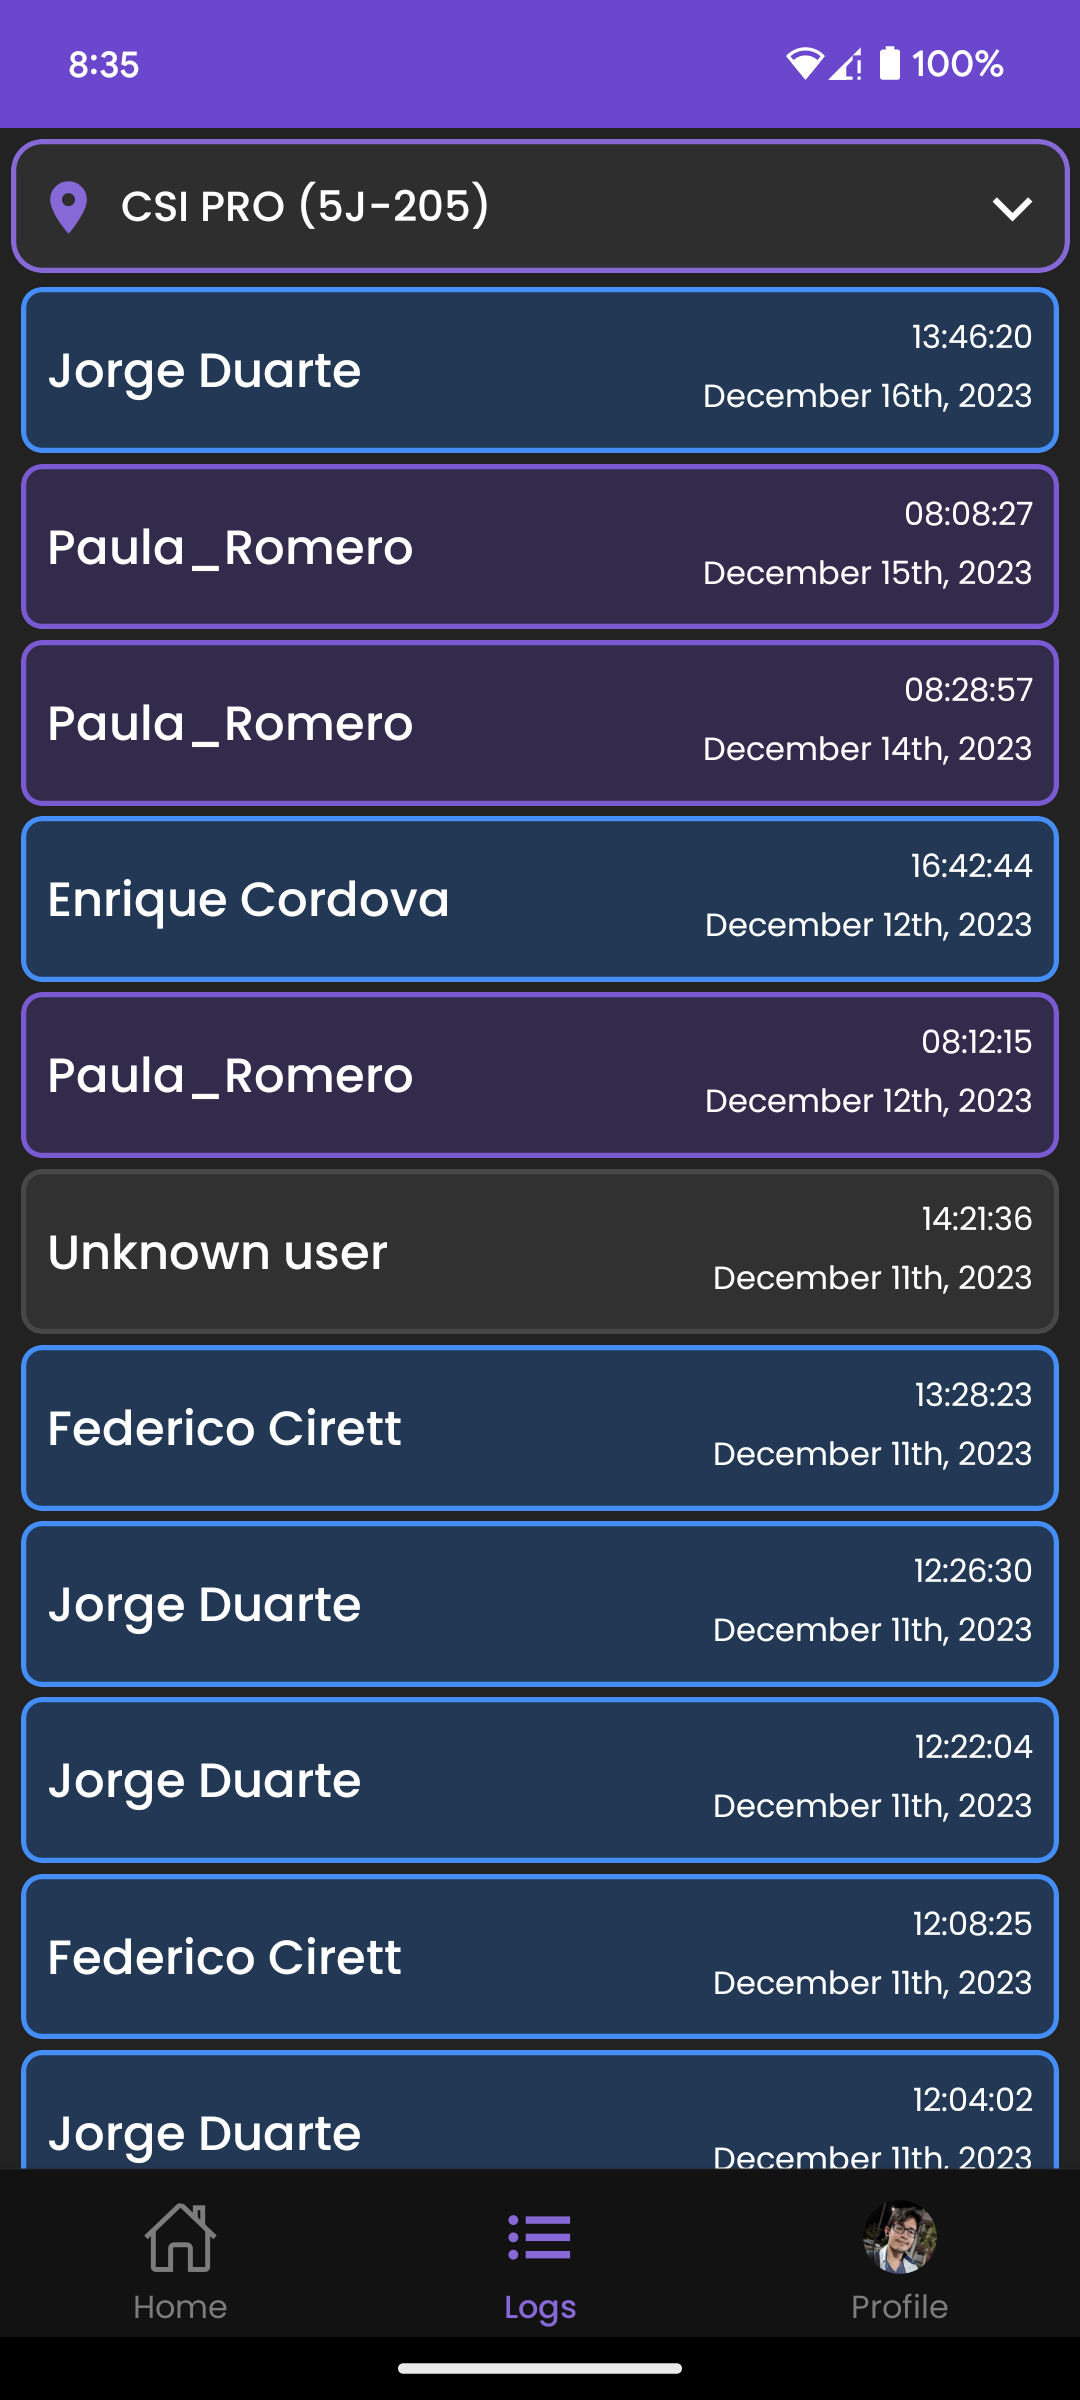 8:35
100%
CSI PRO (5J-205)
Jorge Duarte
13:46:20
December 16th, 2023
Paula_Romero
08:08:27
December 15th, 2023
Paula_Romero
08:28:57
December 14th, 2023
Enrique Cordova
16:42:44
December 12th, 2023
Paula_Romero
08:12:15
December 12th, 2023
Unknown user
14:21:36
December 11th, 2023
Federico Cirett
13:28:23
December 11th, 2023
Jorge Duarte
12:26:30
December 11th, 2023
Jorge Duarte
12:22:04
December 11th, 2023
Federico Cirett
12:08:25
December 11th, 2023
Jorge Duarte
12:04:02
December 11th, 2023
Home
Logs
Profile